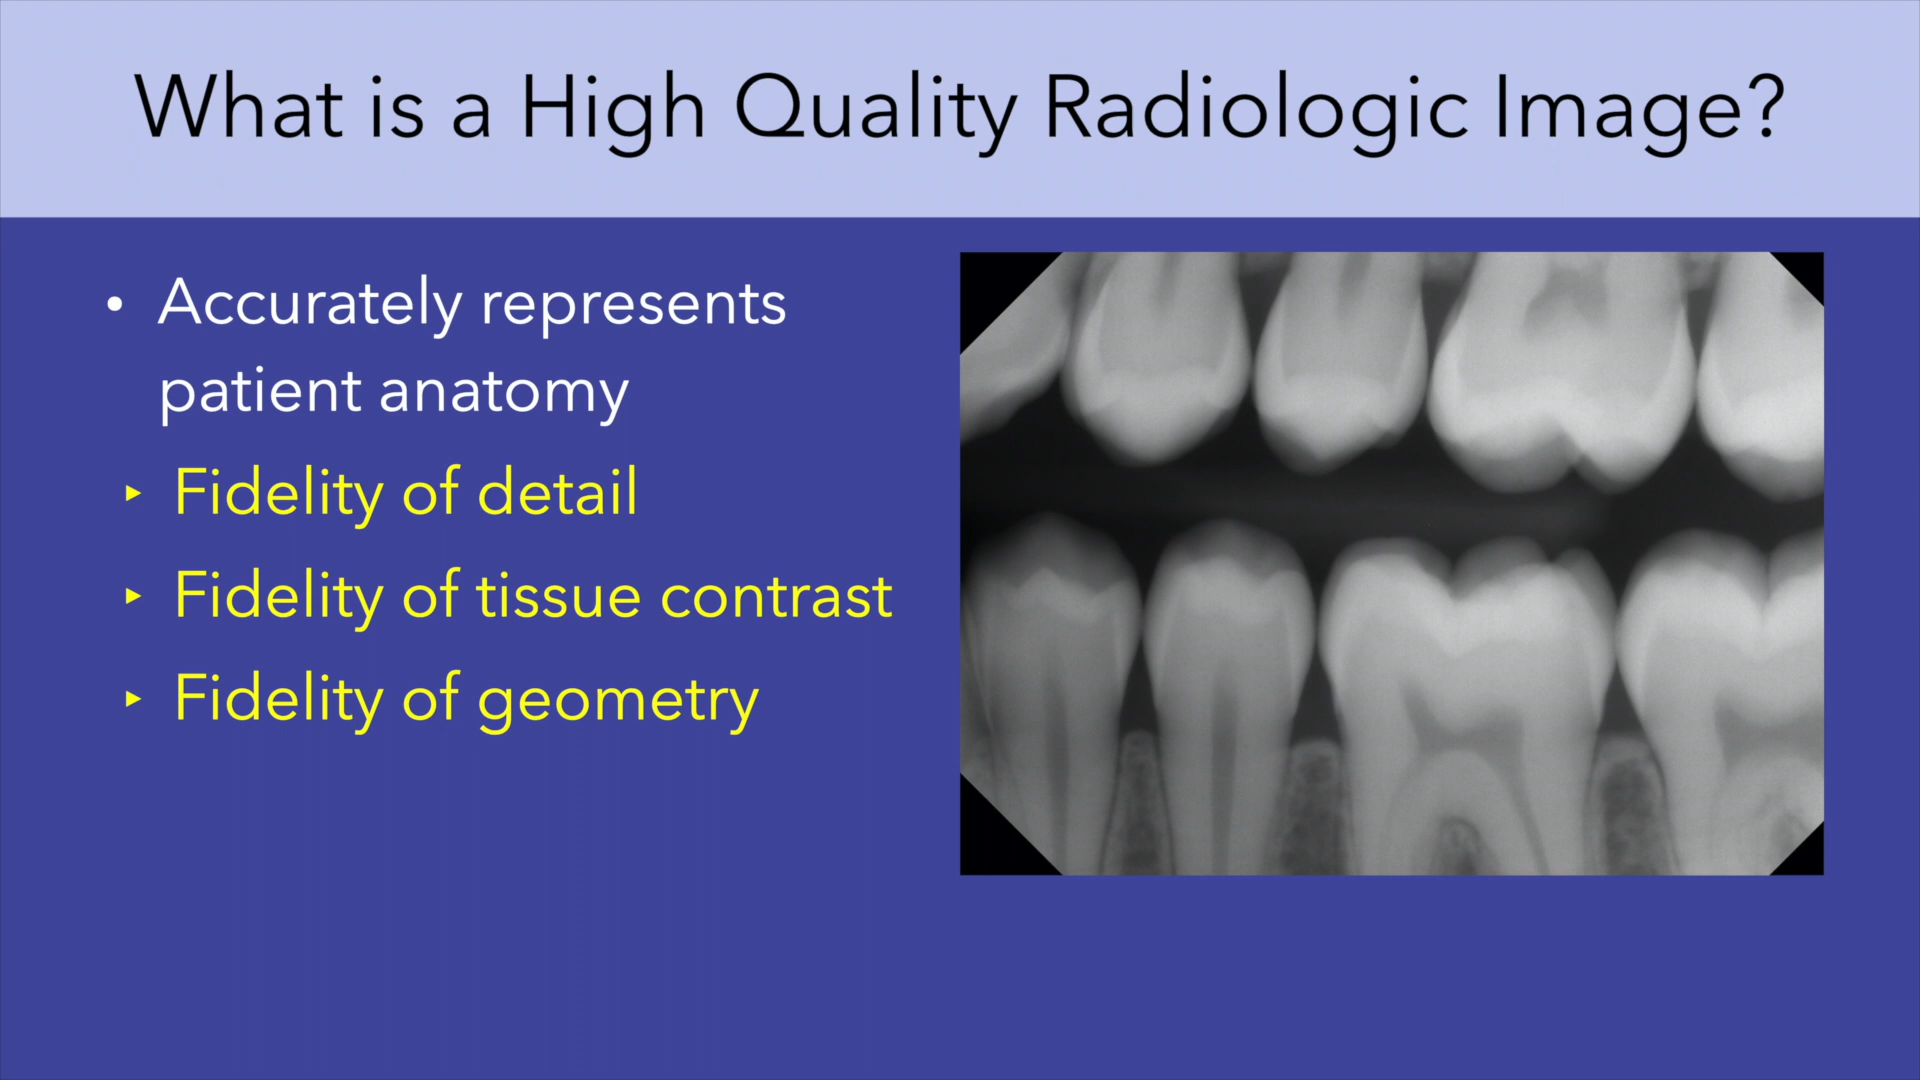 What is a High Quality Radiologic Image?
• Accurately represents
patient anatomy
‣ Fidelity of detail
‣ Fidelity of tissue contrast
‣ Fidelity of geometry